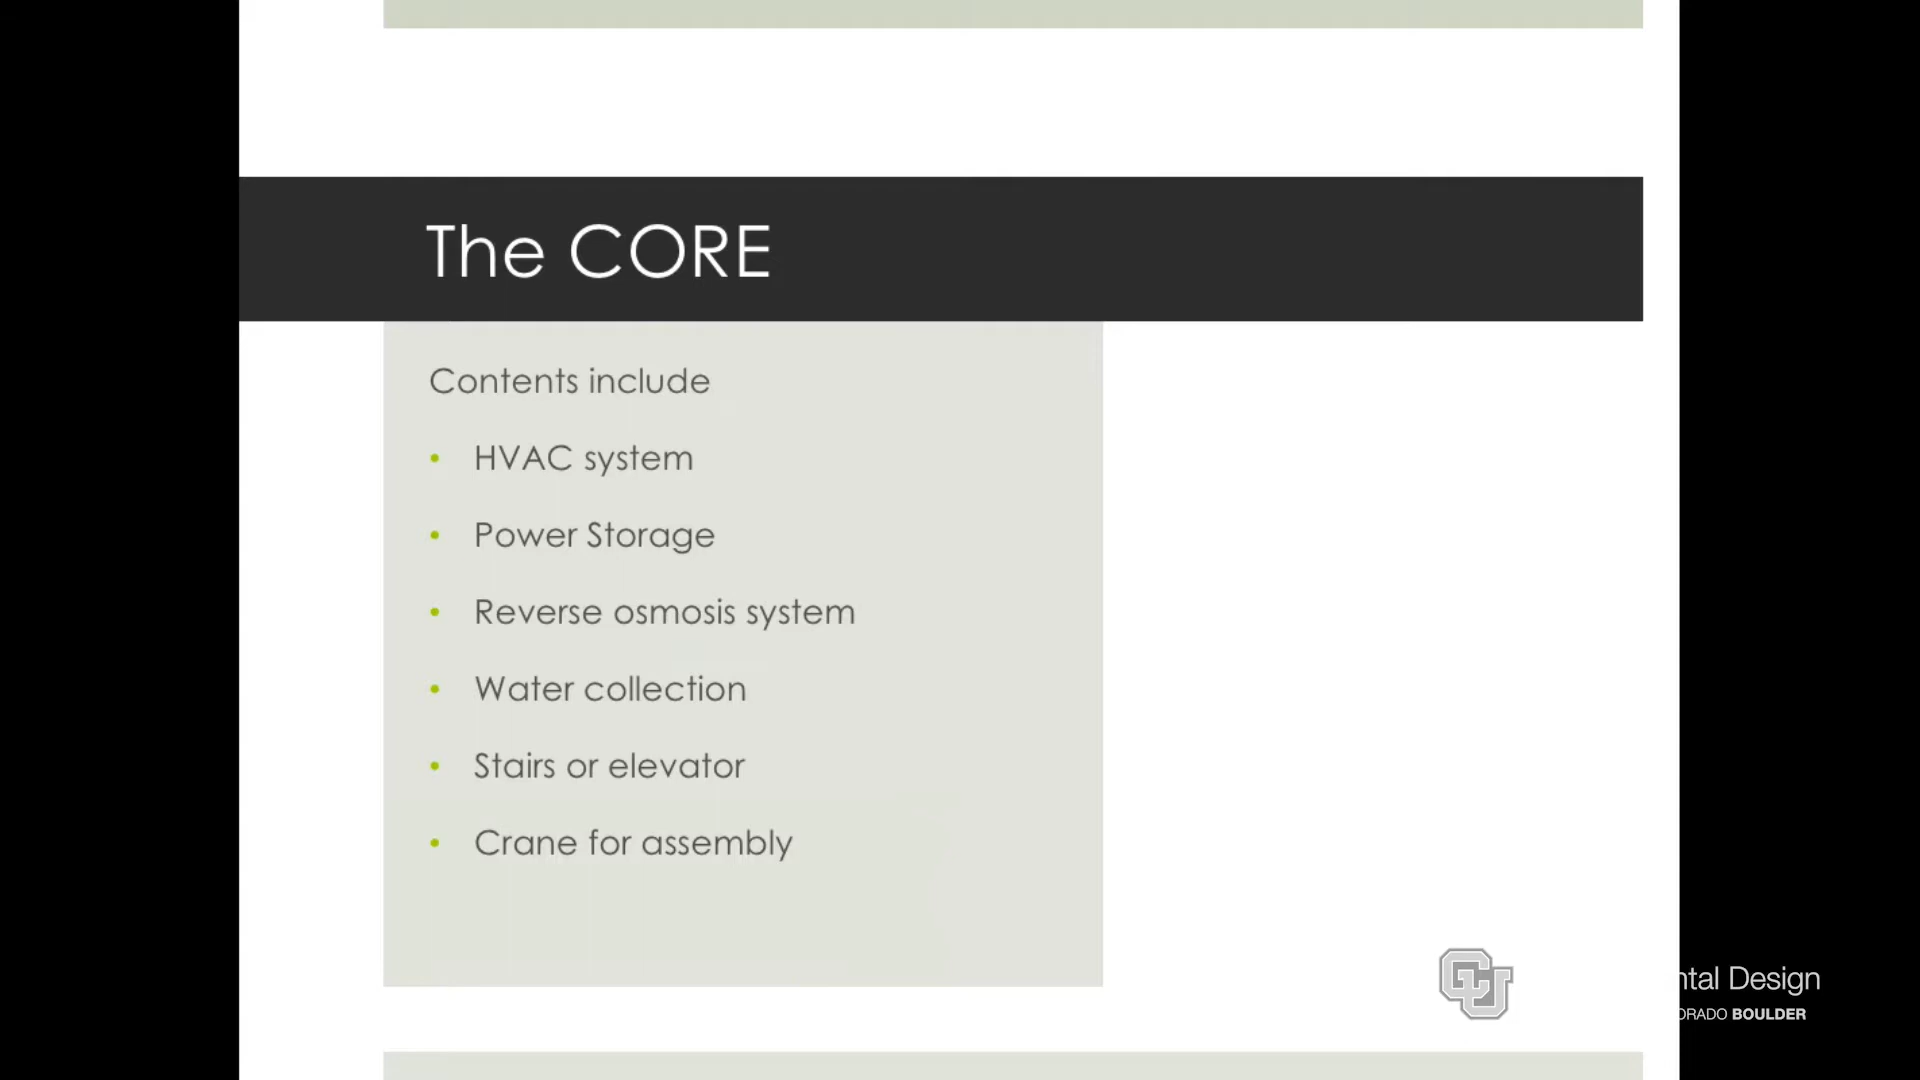 The CORE
Contents include
• HVAC system
• Power Storage
• Reverse osmosis system
• Water collection
• Stairs or elevator
• Crane for assembly
CU
ntal Design
ORADO BOULDER